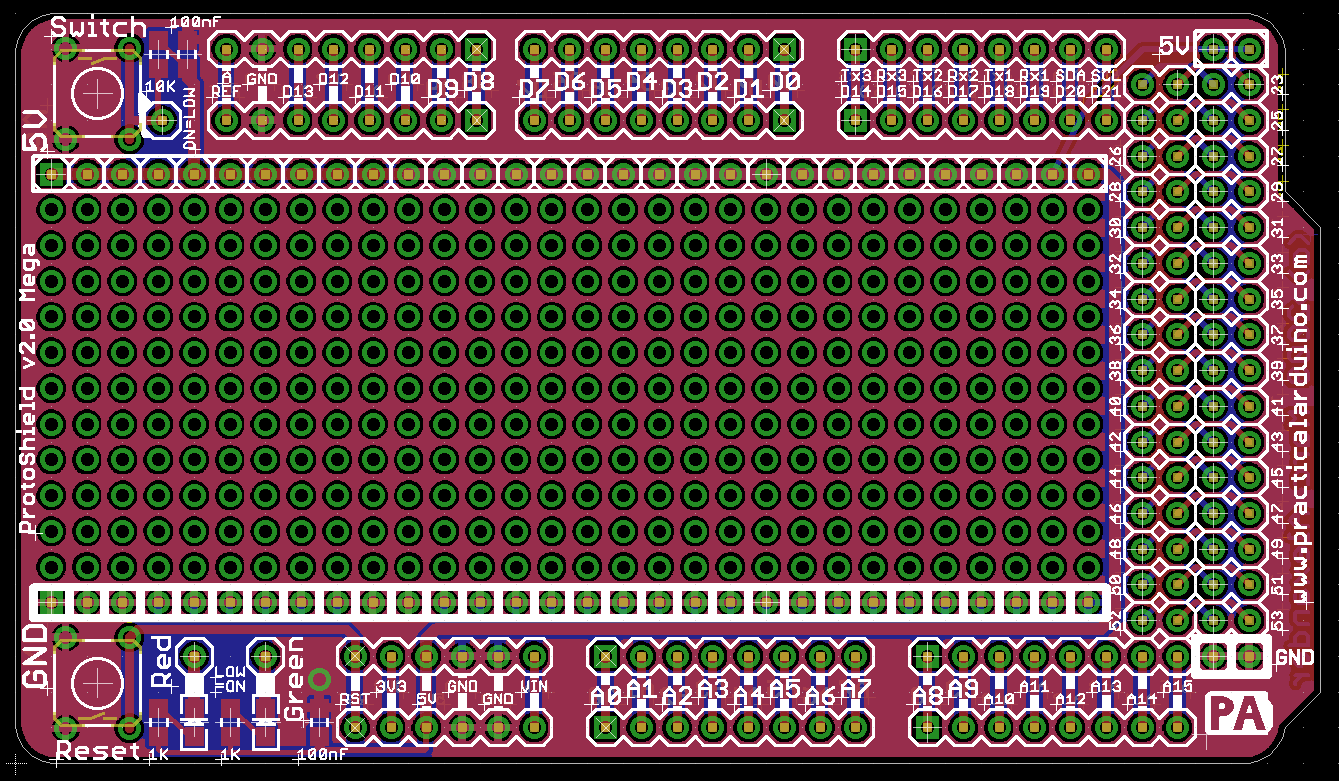 Switch
100nF
10K
ON=LOW
5V
A
REF
GND
D13
D12
D11
D10
D9
D8
D7
D6
D5
D4
D3
D2
D1
D0
Tx3
Rx3
Tx2
Rx2
Tx1
Rx1
SDA
SCL
D14
D15
D16
D17
D18
D19
D20
D21
5V
23
25
27
29
31
33
35
37
39
41
43
45
47
49
51
53
26
28
30
32
34
36
38
40
42
44
46
48
50
52
www.practicalarduino.com
ProtoShield v2.0 Mega
GND
Red
LOW
=ON
Green
RST
3V3
5V
GND
GND
VIN
A0
A1
A2
A3
A4
A5
A6
A7
A8
A9
A10
A11
A12
A13
A14
A15
GND
PA
Reset
1K
1K
100nF